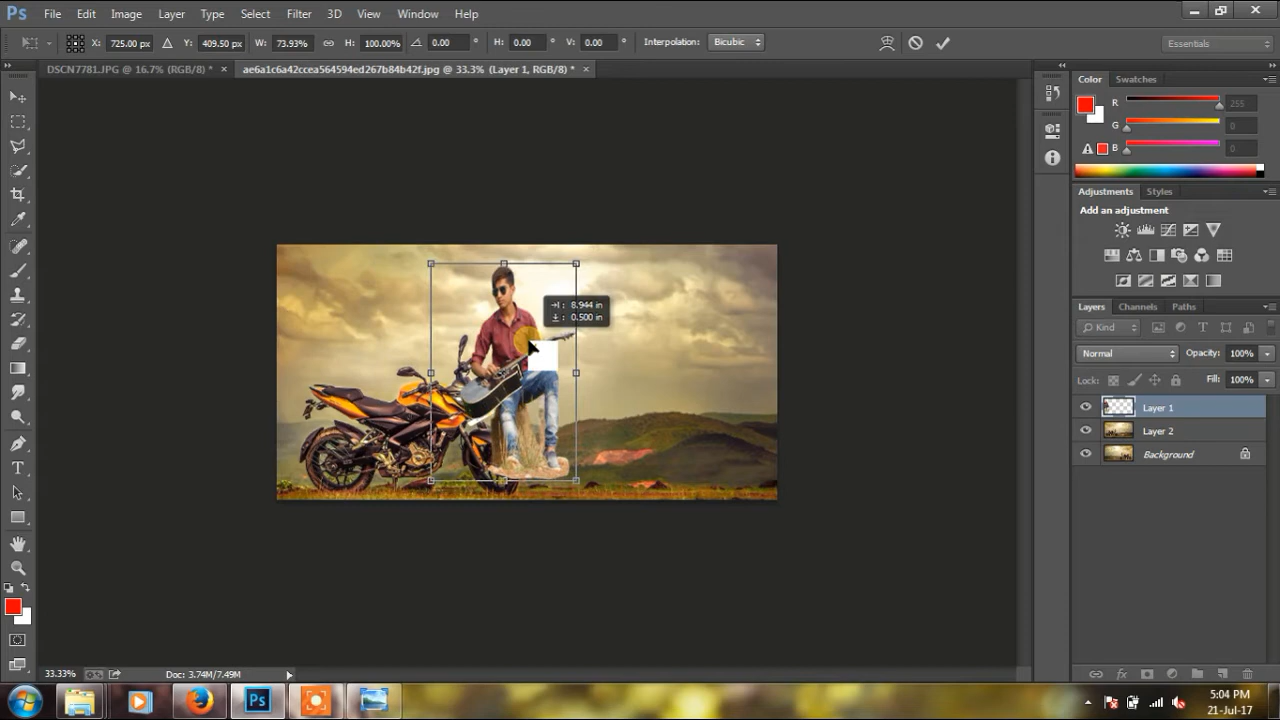 Ps File Edit Image Layer Type Select Filter 3D View Window Help
X: 725.00 px Y: 409.50 px W: 73.93% H: 100.00% 0.00 ° H: 0.00 ° V: 0.00 ° Interpolation: Bicubic Essentials
DSCN7781.JPG @ 16.7% (RGB/8) * × ae6a1c6a42ccea564594ed267b84b42f.jpg @ 33.3% (Layer 1, RGB/8) * ×
Color Swatches
R 255
G 0
B 0
Adjustments Styles
Add an adjustment
Layers Channels Paths
Kind
Normal Opacity: 100%
Lock: Fill: 100%
Layer 1
Layer 2
Background
8.944 in
0.500 in
33.33% Doc: 3.74M/7.49M
Ps
5:04 PM
21-Jul-17